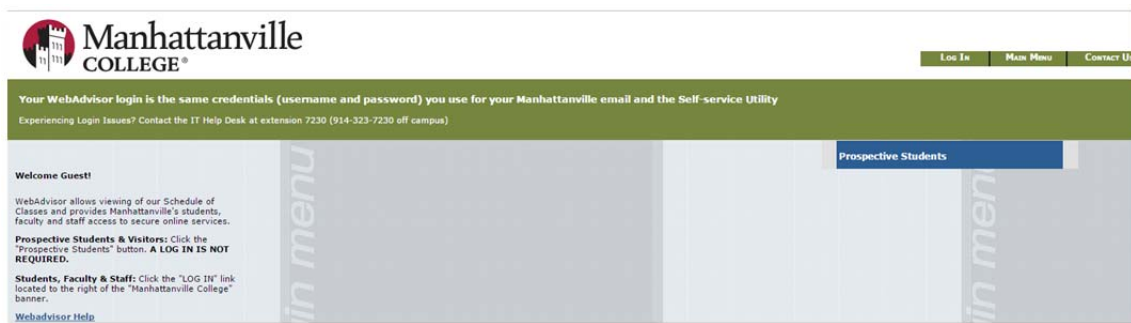 Manhattanville
COLLEGE®
LOG IN MAIN MENU CONTACT U
Your WebAdvisor login is the same credentials (username and password) you use for your Manhattanville email and the Self-service Utility
Experiencing Login Issues? Contact the IT Help Desk at extension 7230 (914-323-7230 off campus)
Prospective Students
Welcome Guest!
WebAdvisor allows viewing of our Schedule of
Classes and provides Manhattanville's students,
faculty and staff access to secure online services.
Prospective Students & Visitors: Click the
"Prospective Students" button. A LOG IN IS NOT
REQUIRED.
Students, Faculty & Staff: Click the "LOG IN" link
located to the right of the "Manhattanville College"
banner.
Webadvisor Help
in menu
in menu